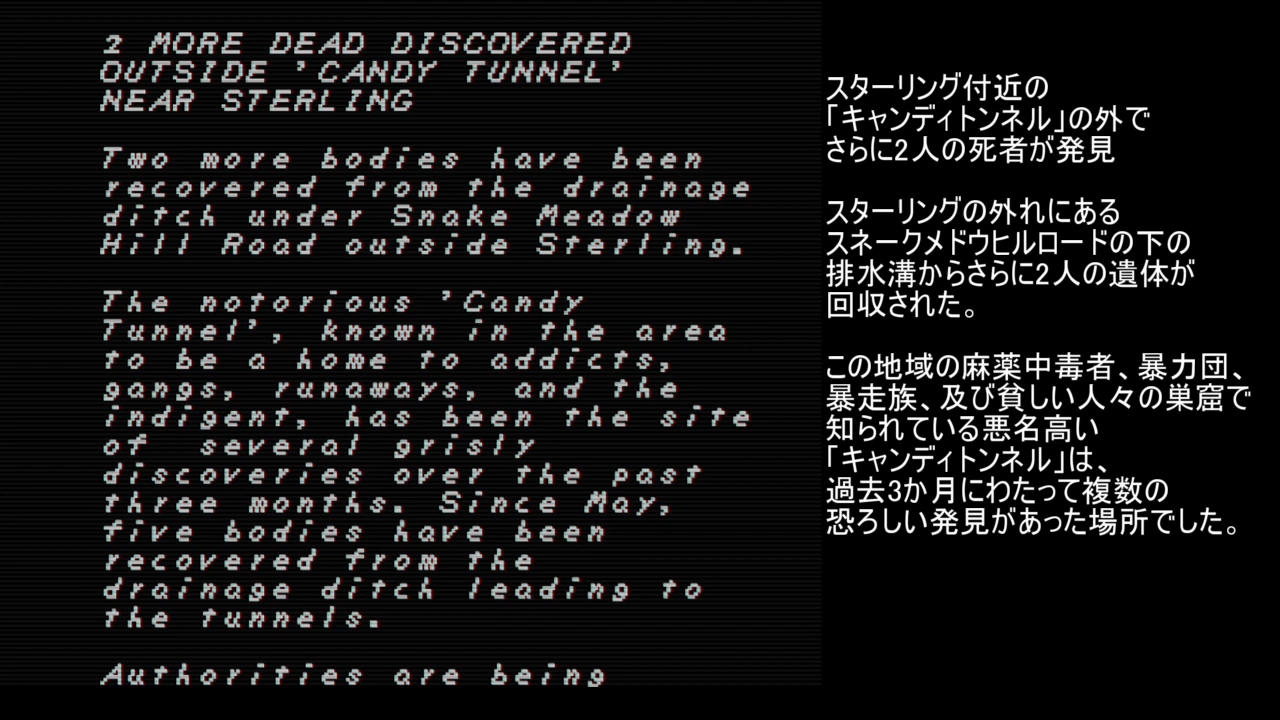 2 MORE DEAD DISCOVERED
OUTSIDE 'CANDY TUNNEL'
NEAR STERLING
Two more bodies have been
recovered from the drainage
ditch under Snake Meadow
Hill Road outside Sterling.
The notorious 'Candy
Tunnel', known in the area
to be a home to addicts,
gangs, runaways, and the
indigent, has been the site
of several grisly
discoveries over the past
three months. Since May,
five bodies have been
recovered from the
drainage ditch leading to
the tunnels.
Authorities are being
スターリング付近の
「キャンディトンネル」の外で
さらに2人の死者が発見
スターリングの外れにある
スネークメドウヒルロードの下の
排水溝からさらに2人の遺体が
回収された。
この地域の麻薬中毒者、暴力団、
暴走族、及び貧しい人々の巣窟で
知られている悪名高い
「キャンディトンネル」は、
過去3か月にわたって複数の
恐ろしい発見があった場所でした。